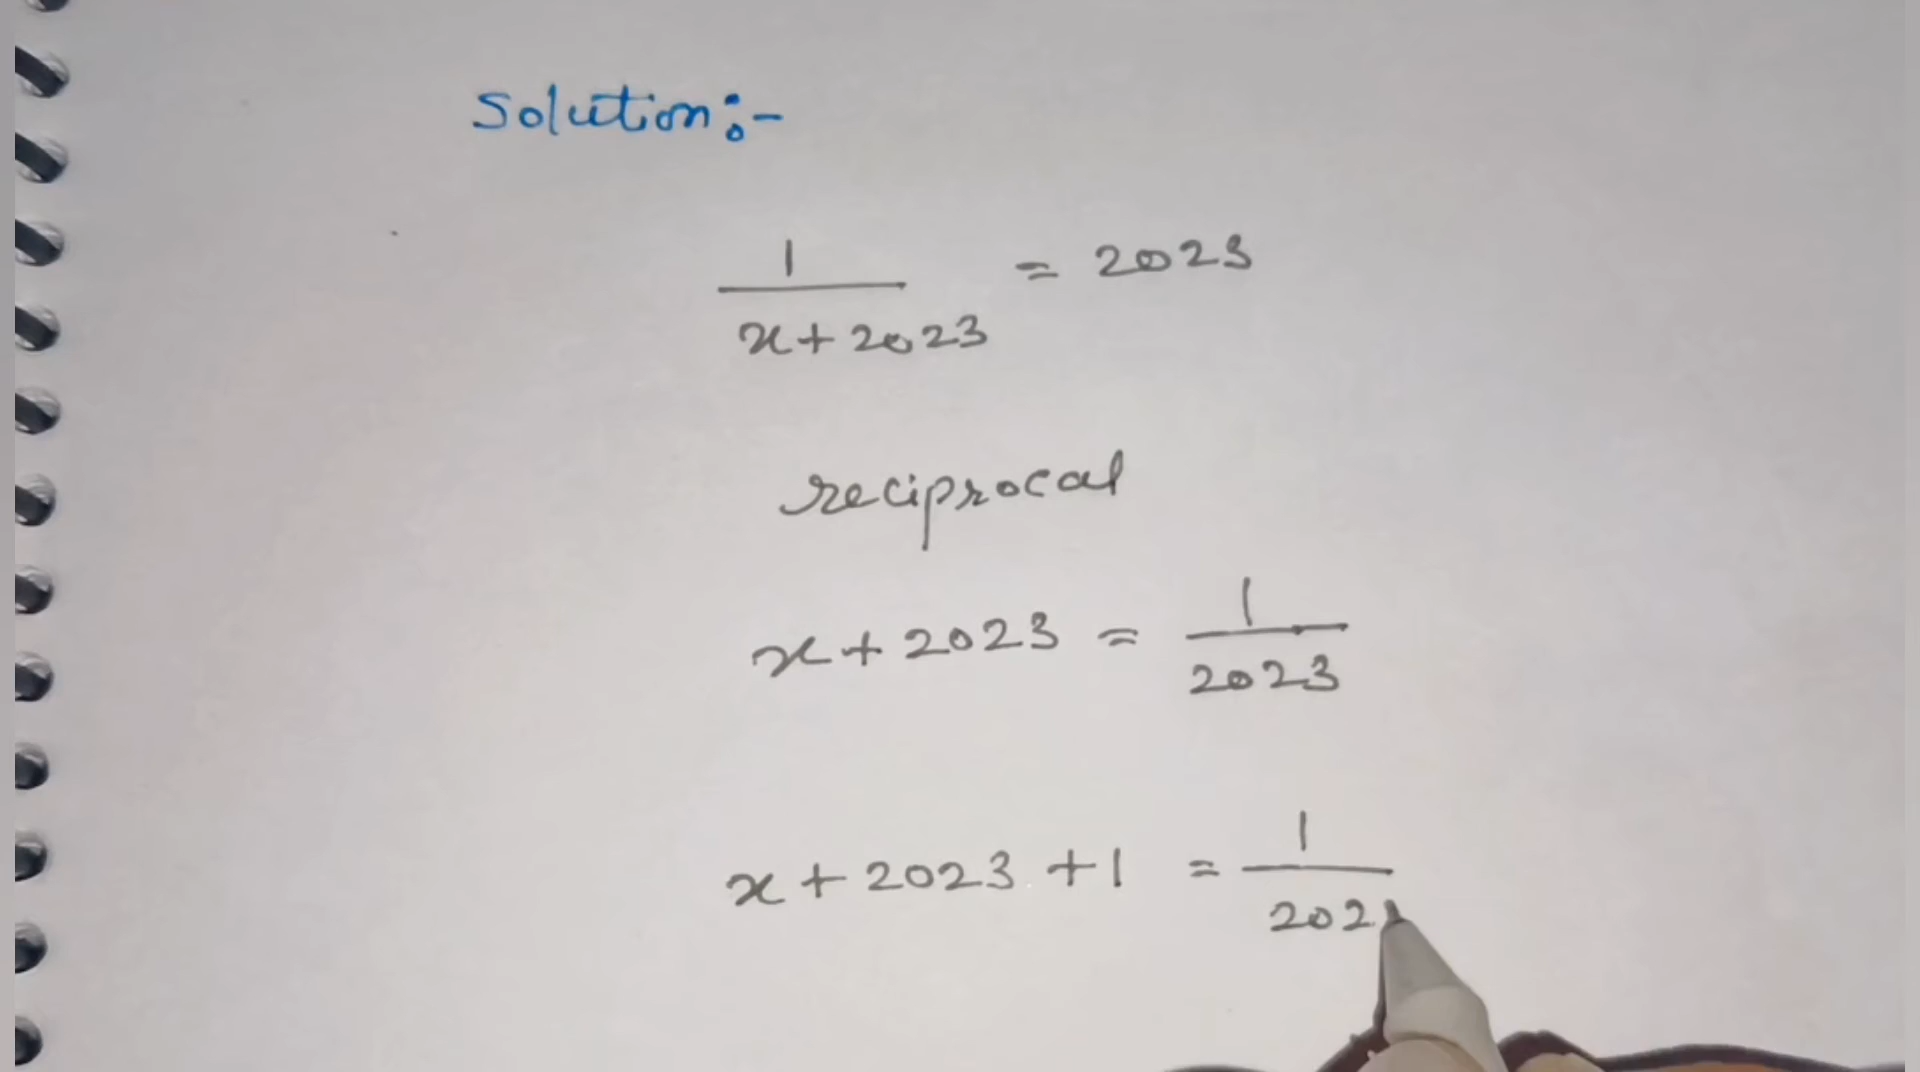 Solution:-
1
= 2023
x+2023
reciprocal
x+2023 = 1
2023
x+2023+1 = 1
202